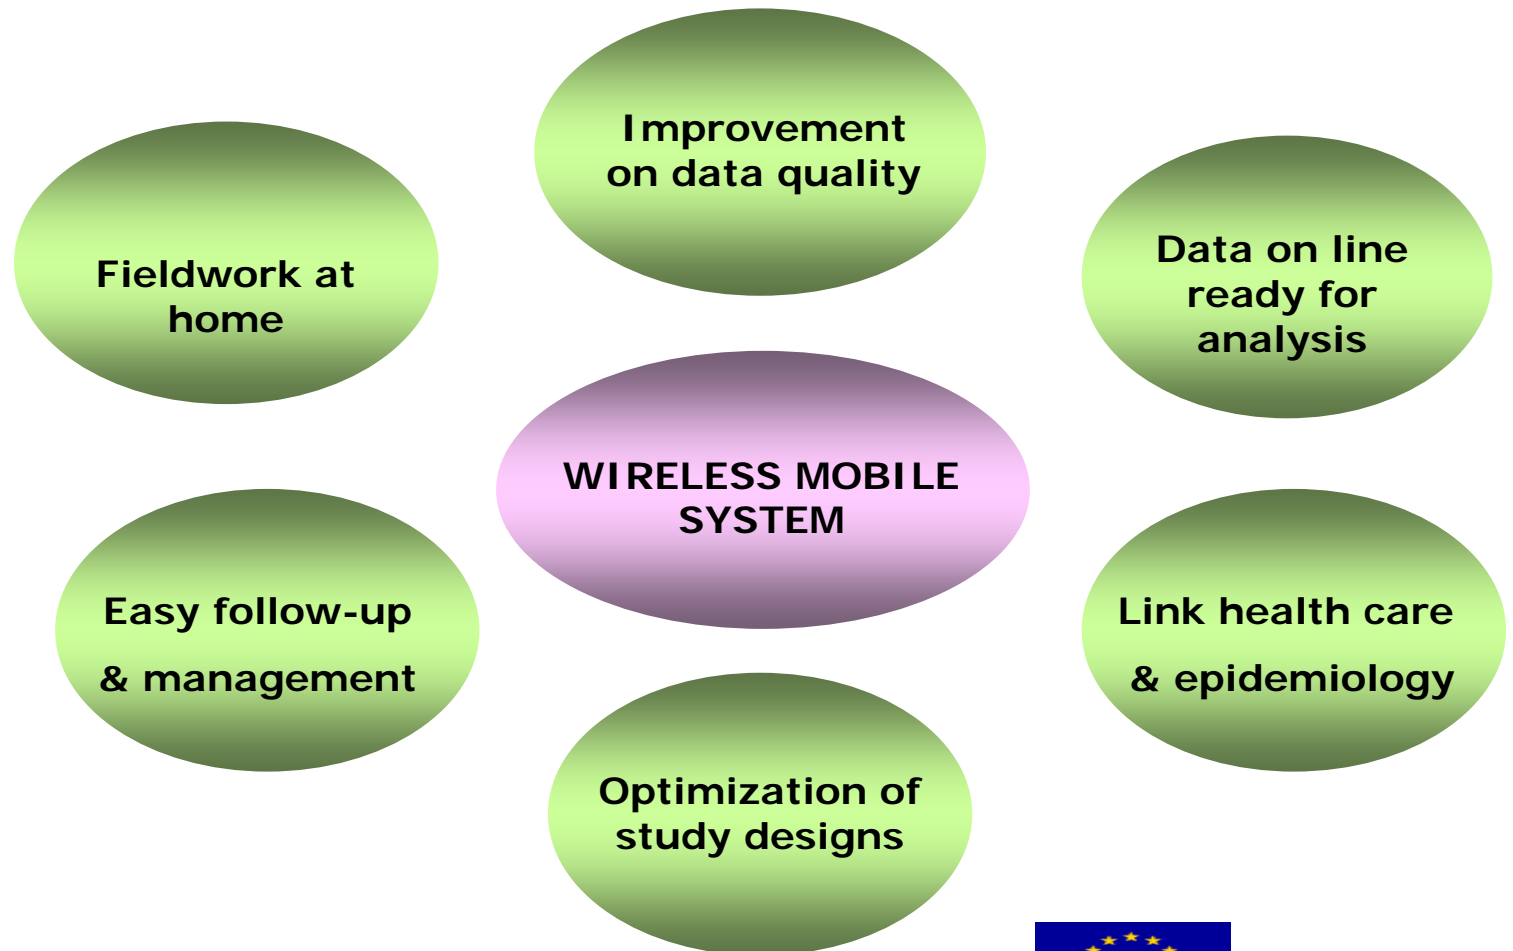 Improvement
on data quality
Fieldwork at
home
Data on line
ready for
analysis
WIRELESS MOBILE
SYSTEM
Easy follow-up
& management
Link health care
& epidemiology
Optimization of
study designs